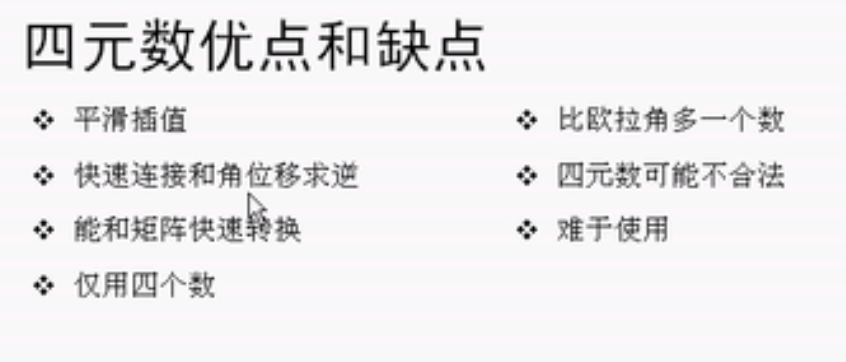 四元数优点和缺点
平滑插值
快速连接和角位移求逆
能和矩阵快速转换
仅用四个数
比欧拉角多一个数
四元数可能不合法
难于使用